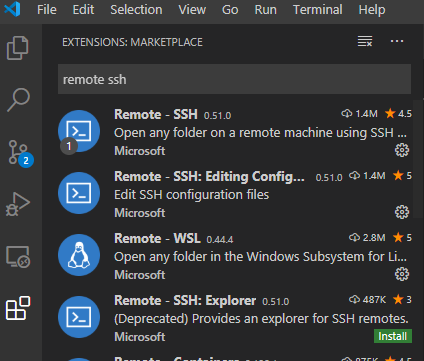 File Edit Selection View Go Run Terminal Help
EXTENSIONS: MARKETPLACE
remote ssh
Remote - SSH 0.51.0 1.4M 4.5
Open any folder on a remote machine using SSH ...
Microsoft
1
2
Remote - SSH: Editing Config... 0.51.0 1.4M 5
Edit SSH configuration files
Microsoft
Remote - WSL 0.44.4 2.8M 5
Open any folder in the Windows Subsystem for Li...
Microsoft
Remote - SSH: Explorer 0.51.0 487K 3
(Deprecated) Provides an explorer for SSH remotes.
Microsoft Install